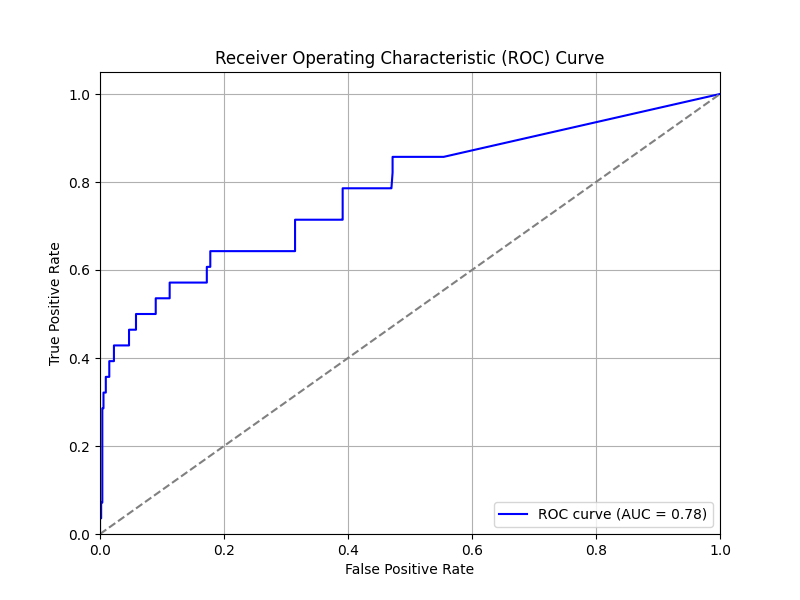 Receiver Operating Characteristic (ROC) Curve
1.0
0.8
0.6
0.4
0.2
0.0
True Positive Rate
0.0 0.2 0.4 0.6 0.8 1.0
False Positive Rate
ROC curve (AUC = 0.78)